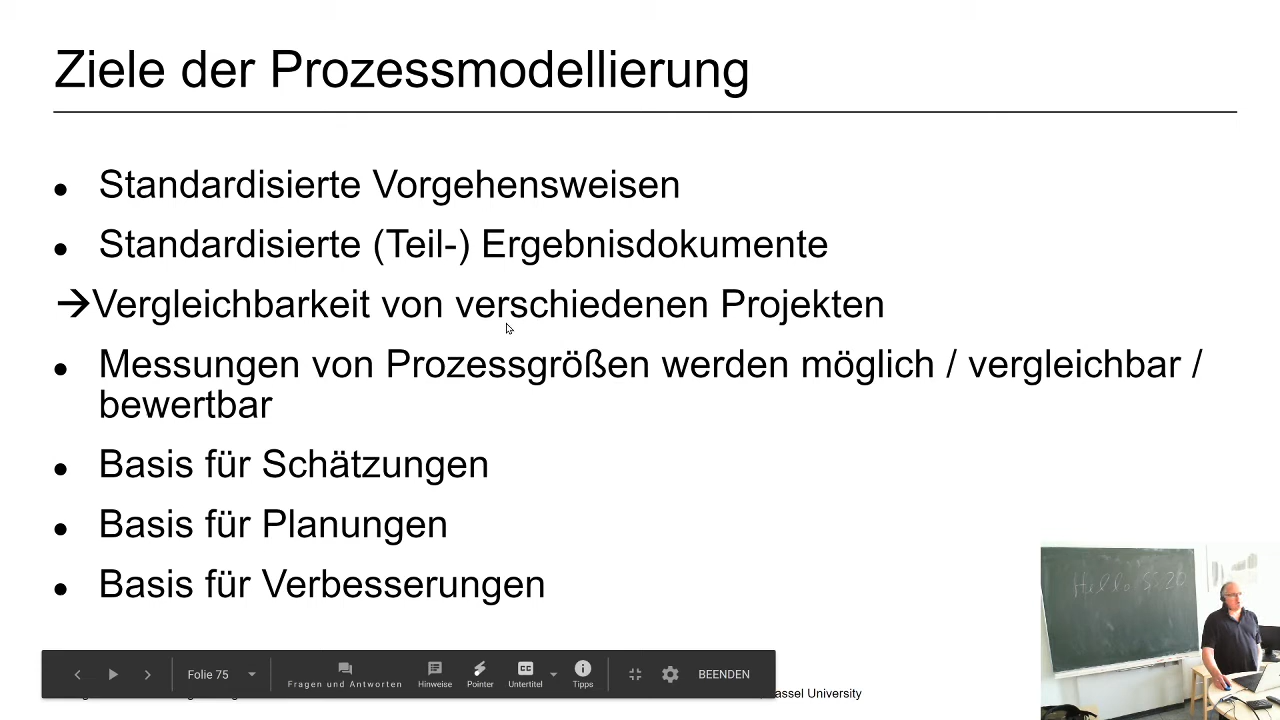 Ziele der Prozessmodellierung
● Standardisierte Vorgehensweisen
● Standardisierte (Teil-) Ergebnisdokumente
→Vergleichbarkeit von verschiedenen Projekten
● Messungen von Prozessgrößen werden möglich / vergleichbar /
bewertbar
● Basis für Schätzungen
● Basis für Planungen
● Basis für Verbesserungen
Hello
Folie 75
Fragen und Antworten
Hinweise
Pointer
CC
Untertitel
Tipps
BEENDEN
University